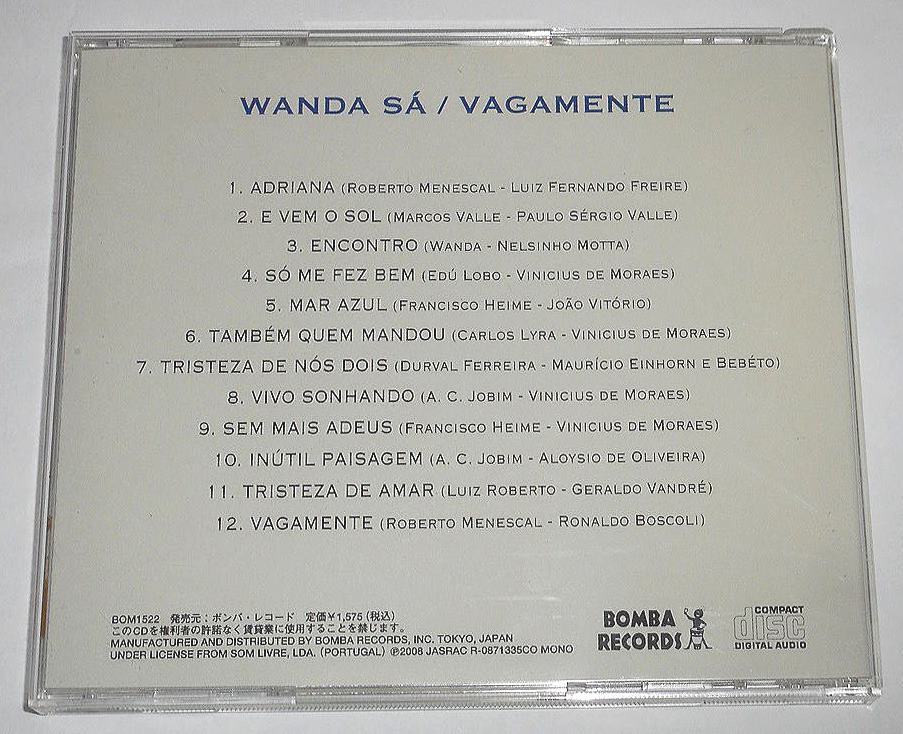 WANDA SÁ / VAGAMENTE
1. ADRIANA (ROBERTO MENESCAL - LUIZ FERNANDO FREIRE)
2. E VEM O SOL (MARCOS VALLE - PAULO SÉRGIO VALLE)
3. ENCONTRO (WANDA - NELSINHO MOTTA)
4. SÓ ME FEZ BEM (EDÚ LOBO - VINICIUS DE MORAES)
5. MAR AZUL (FRANCISCO HEIME - JOÃO VITÓRIO)
6. TAMBÉM QUEM MANDOU (CARLOS LYRA - VINICIUS DE MORAES)
7. TRISTEZA DE NÓS DOIS (DURVAL FERREIRA - MAURÍCIO EINHORN E BEBÉTO)
8. VIVO SONHANDO (A. C. JOBIM - VINICIUS DE MORAES)
9. SEM MAIS ADEUS (FRANCISCO HEIME - VINICIUS DE MORAES)
10. INÚTIL PAISAGEM (A. C. JOBIM - ALOYSIO DE OLIVEIRA)
11. TRISTEZA DE AMAR (LUIZ ROBERTO - GERALDO VANDRÉ)
12. VAGAMENTE (ROBERTO MENESCAL - RONALDO BOSCOLI)
BOM1522 発売元:ボンバ・レコード 定価¥1,575(税込)
このCDを権利者の許諾なく賃貸業に使用することを禁じます。
MANUFACTURED AND DISTRIBUTED BY BOMBA RECORDS, INC. TOKYO, JAPAN
UNDER LICENSE FROM SOM LIVRE, LDA. (PORTUGAL) ℗2008 JASRAC R-0871335CO MONO
BOMBA
RECORDS
COMPACT
disc
DIGITAL AUDIO